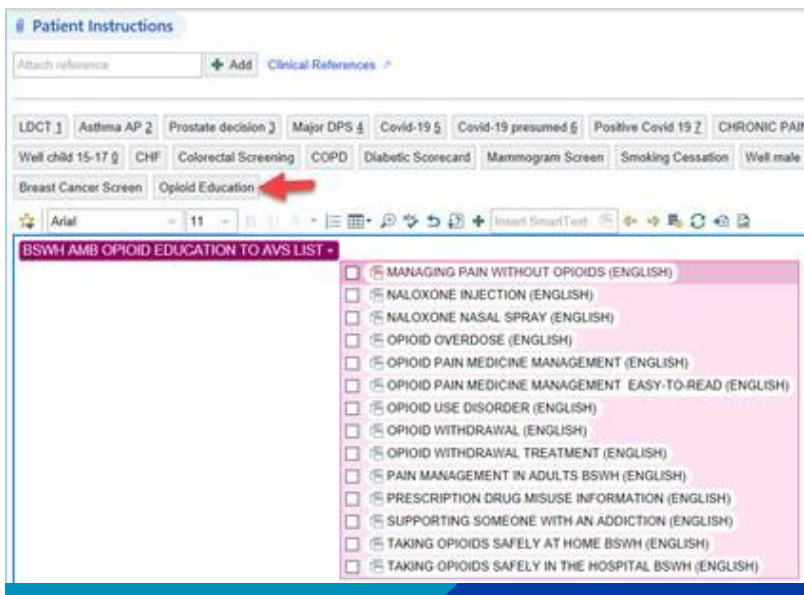 Patient Instructions
Attach reference Add Clinical References
LDCT 1 Asthma AP 2 Prostate decision 3 Major DPS 4 Covid-19 5 Covid-19 presumed 6 Positive Covid 19 7 CHRONIC PAIN
Well child 15-17 9 CHF Colorectal Screening COPD Diabetic Scorecard Mammogram Screen Smoking Cessation Well male
Breast Cancer Screen Opioid Education
Arial 11 B U A Insert SmartText
BSWH AMB OPIOID EDUCATION TO AVS LIST
MANAGING PAIN WITHOUT OPIOIDS (ENGLISH)
NALOXONE INJECTION (ENGLISH)
NALOXONE NASAL SPRAY (ENGLISH)
OPIOID OVERDOSE (ENGLISH)
OPIOID PAIN MEDICINE MANAGEMENT (ENGLISH)
OPIOID PAIN MEDICINE MANAGEMENT EASY-TO-READ (ENGLISH)
OPIOID USE DISORDER (ENGLISH)
OPIOID WITHDRAWAL (ENGLISH)
OPIOID WITHDRAWAL TREATMENT (ENGLISH)
PAIN MANAGEMENT IN ADULTS BSWH (ENGLISH)
PRESCRIPTION DRUG MISUSE INFORMATION (ENGLISH)
SUPPORTING SOMEONE WITH AN ADDICTION (ENGLISH)
TAKING OPIOIDS SAFELY AT HOME BSWH (ENGLISH)
TAKING OPIOIDS SAFELY IN THE HOSPITAL BSWH (ENGLISH)